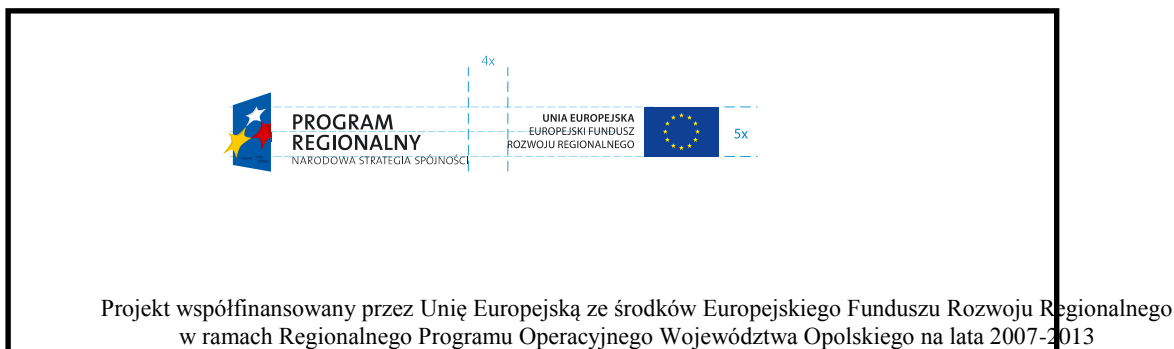 4x
PROGRAM
REGIONALNY
NARODOWA STRATEGIA SPÓJNOŚCI
UNIA EUROPEJSKA
EUROPEJSKI FUNDUSZ
ROZWOJU REGIONALNEGO
5x
Projekt współfinansowany przez Unię Europejską ze środków Europejskiego Funduszu Rozwoju Regionalnego
w ramach Regionalnego Programu Operacyjnego Województwa Opolskiego na lata 2007-2013